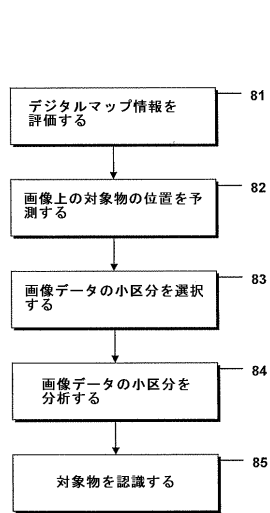 81
デジタルマップ情報を
評価する
82
画像上の対象物の位置を予
測する
83
画像データの小区分を選択
する
84
画像データの小区分を
分析する
85
対象物を認識する